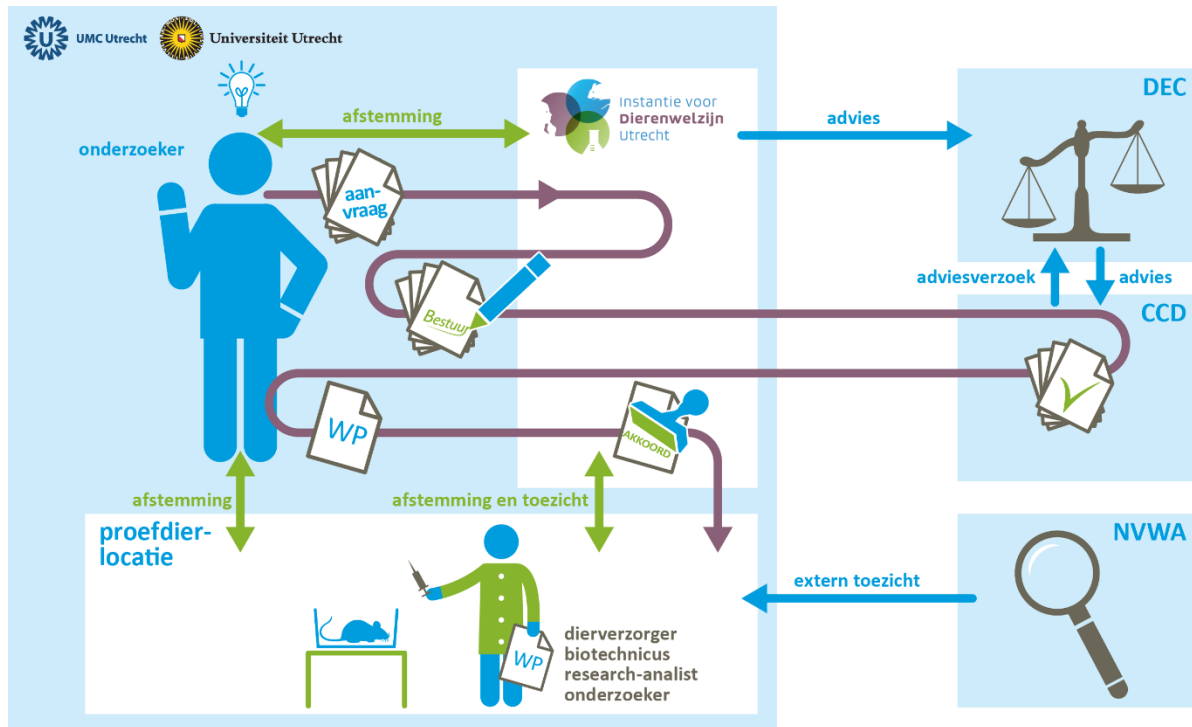 UMC Utrecht
Universiteit Utrecht
afstemming
onderzoeker
Instantie voor
Dierenwelzijn
Utrecht
advies
DEC
aan-
vraag
adviesverzoek
advies
Bestuur
CCD
WP
AKKOORD
afstemming
afstemming en toezicht
proefdier-
locatie
NVWA
extern toezicht
dierverzorger
biotechnicus
research-analist
onderzoeker
WP